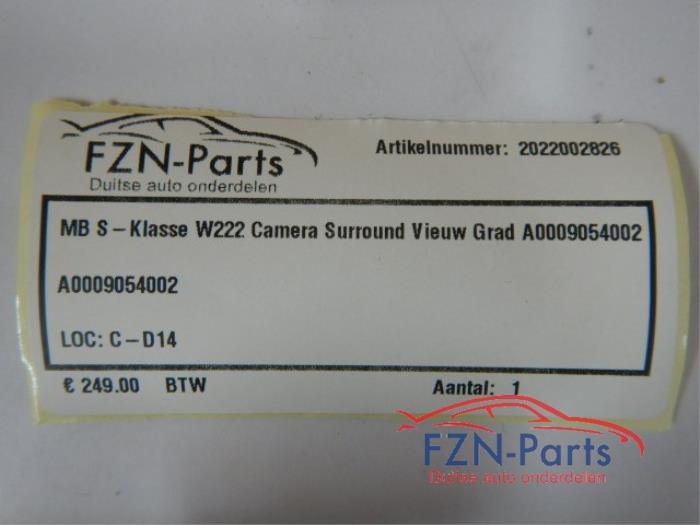 FZN-Parts
Duitse auto onderdelen
Artikelnummer: 2022002826
MB S-Klasse W222 Camera Surround Vieuw Grad A0009054002
A0009054002
LOC: C-D14
€ 249.00 BTW Aantal: 1
FZN-Parts
Duitse auto onderdelen